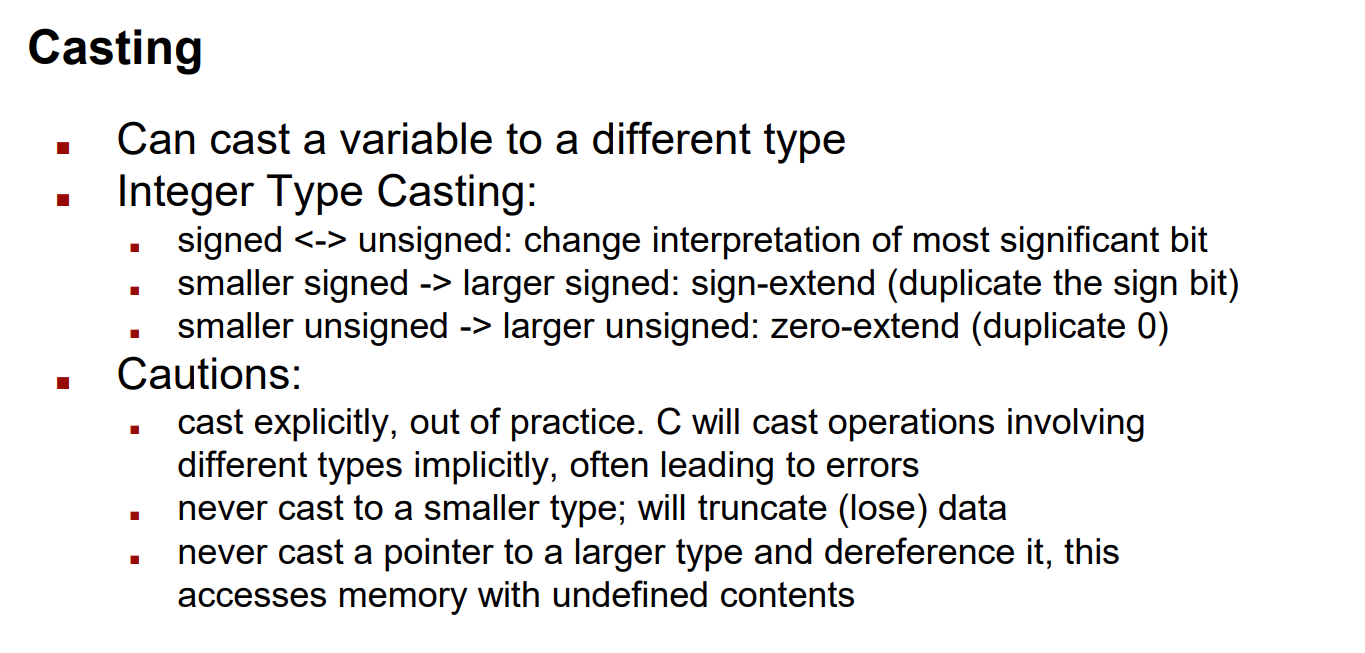 Casting
Can cast a variable to a different type
Integer Type Casting:
signed <-> unsigned: change interpretation of most significant bit
smaller signed -> larger signed: sign-extend (duplicate the sign bit)
smaller unsigned -> larger unsigned: zero-extend (duplicate 0)
Cautions:
cast explicitly, out of practice. C will cast operations involving
different types implicitly, often leading to errors
never cast to a smaller type; will truncate (lose) data
never cast a pointer to a larger type and dereference it, this
accesses memory with undefined contents